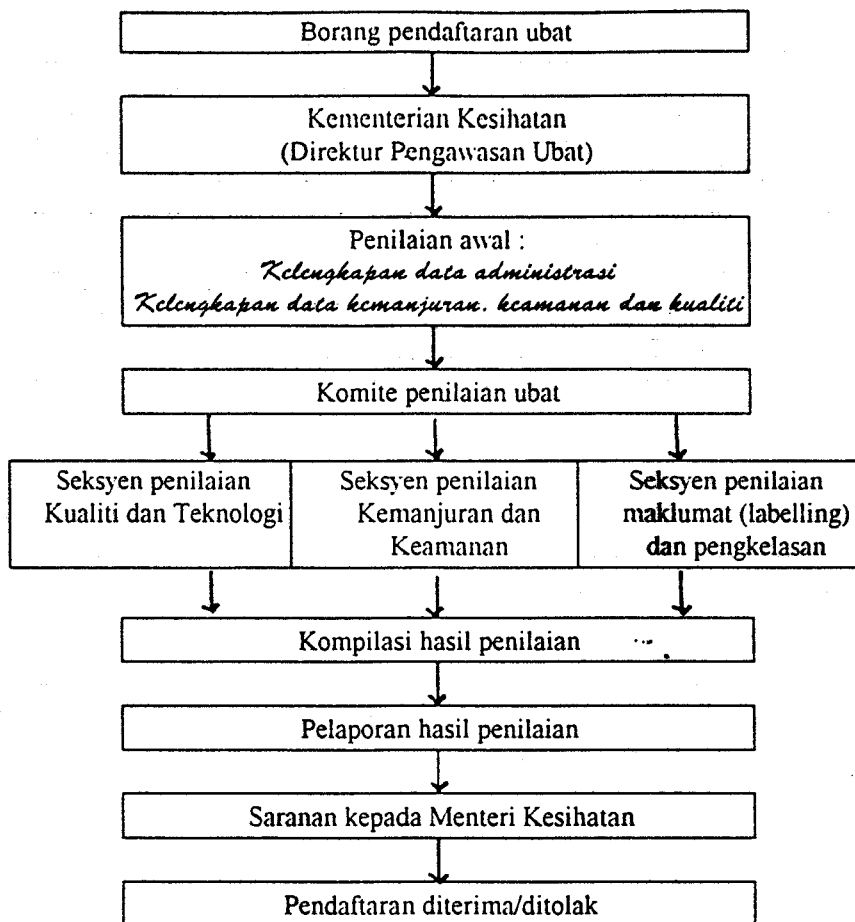 Borang pendaftaran ubat
Kementerian Kesihatan
(Direktur Pengawasan Ubat)
Penilaian awal :
Kelengkapan data administrasi
Kelengkapan data kemanjuran, keamanan dan kualiti
Komite penilaian ubat
Seksyen penilaian
Kualiti dan Teknologi
Seksyen penilaian
Kemanjuran dan
Keamanan
Seksyen penilaian
maklumat (labelling)
dan pengkelasan
Kompilasi hasil penilaian
Pelaporan hasil penilaian
Saranan kepada Menteri Kesihatan
Pendaftaran diterima/ditolak